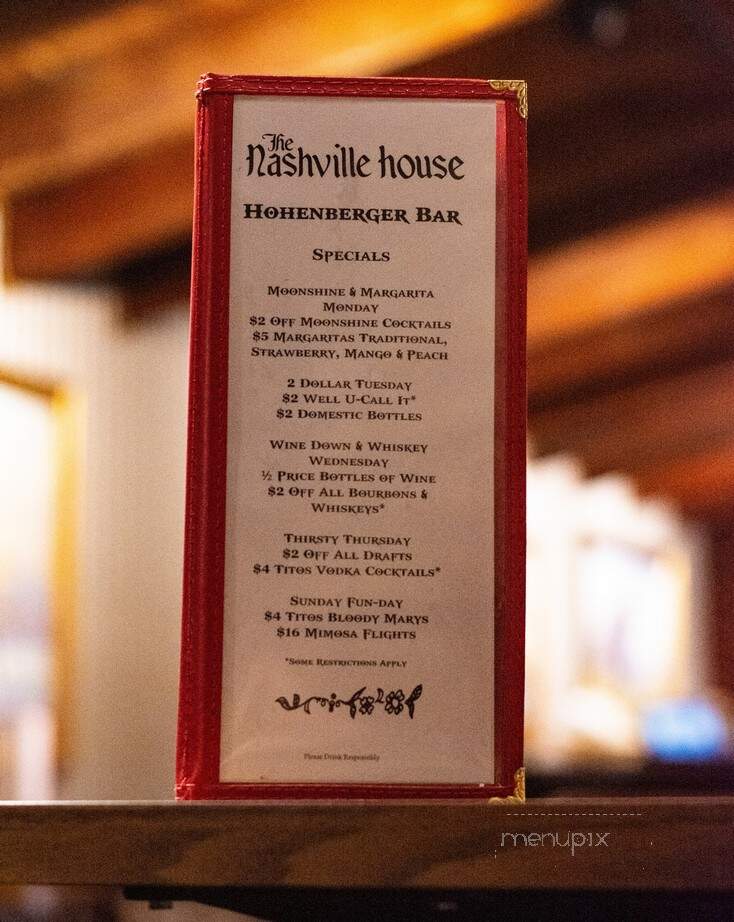 The
Nashville house
Hohenberger Bar
Specials
Moonshine & Margarita
Monday
$2 Off Moonshine Cocktails
$5 Margaritas Traditional,
Strawberry, Mango & Peach
2 Dollar Tuesday
$2 Well U-Call It*
$2 Domestic Bottles
Wine Down & Whiskey
Wednesday
½ Price Bottles of Wine
$2 Off All Bourbons &
Whiskeys*
Thirsty Thursday
$2 Off All Drafts
$4 Titos Vodka Cocktails*
Sunday Fun-day
$4 Titos Bloody Marys
$16 Mimosa Flights
*Some Restrictions Apply
Please Drink Responsibly
menupix